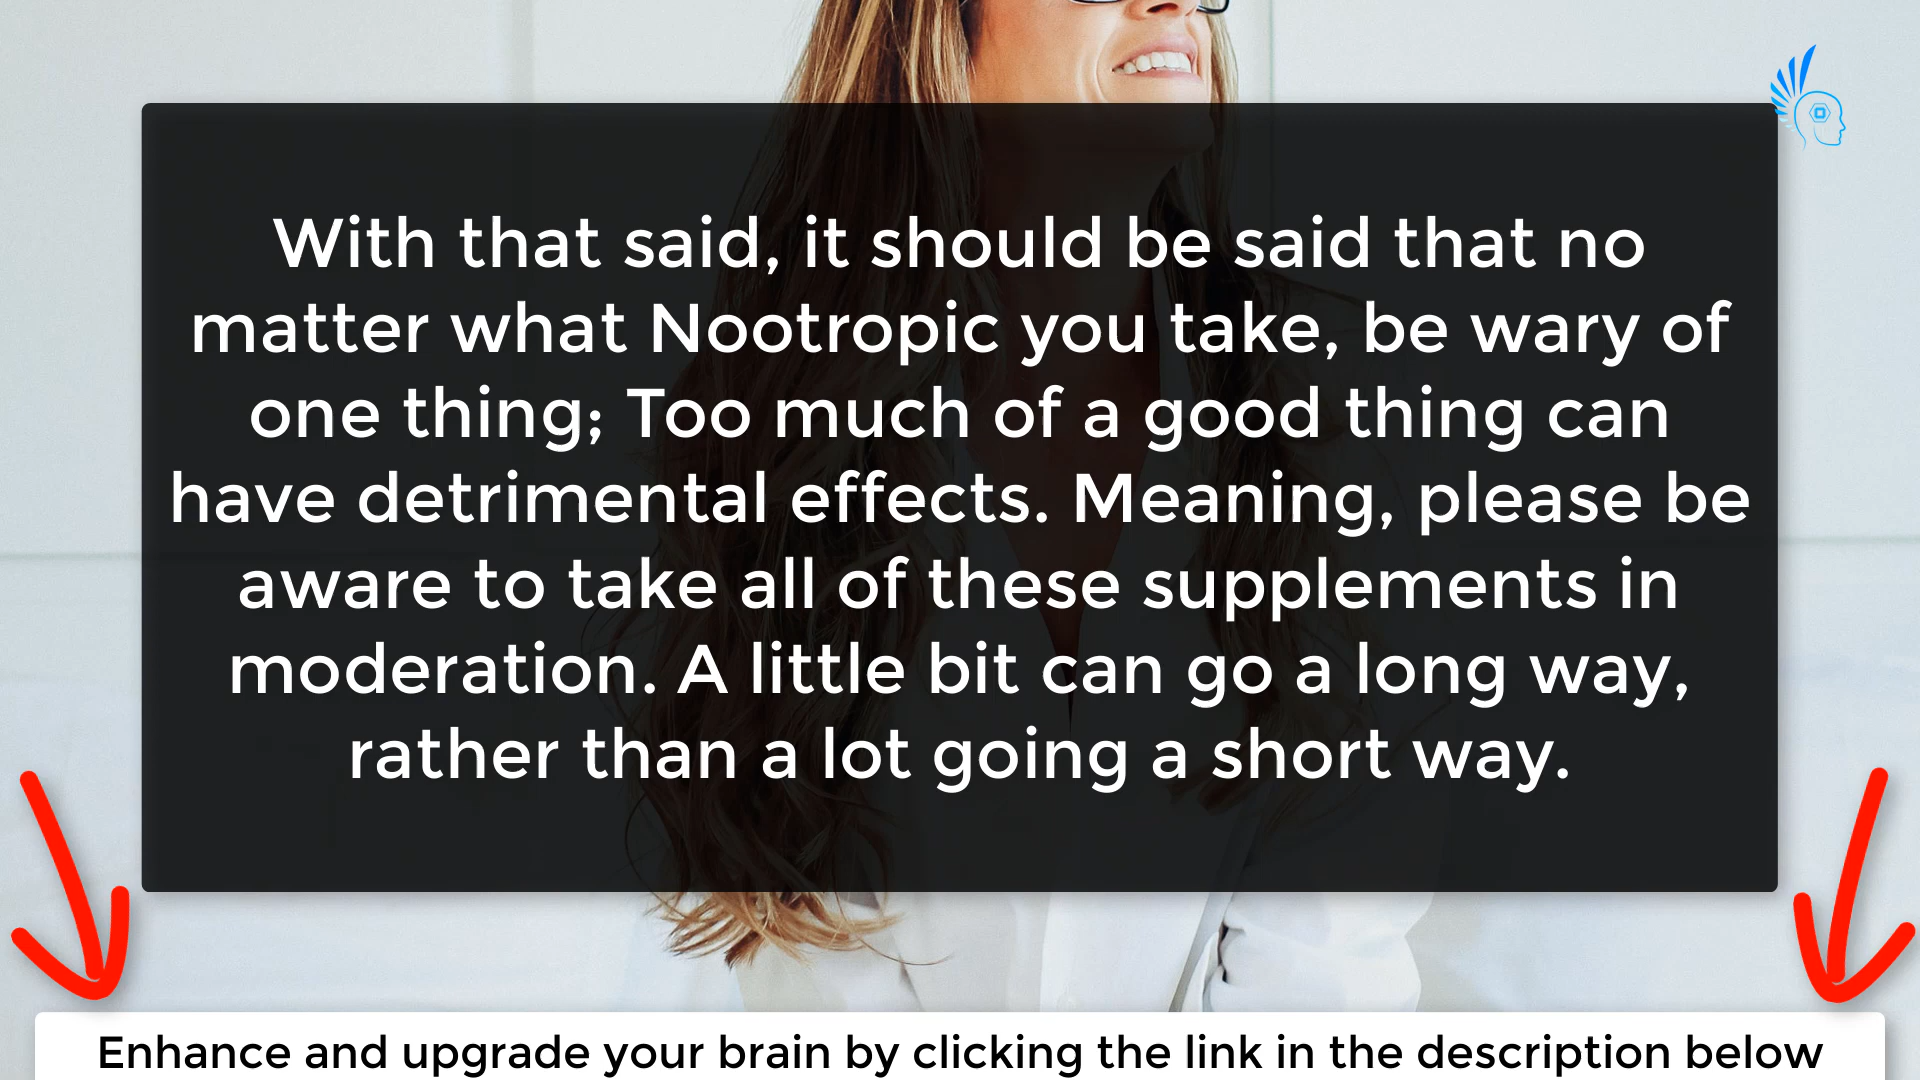 With that said, it should be said that no
matter what Nootropic you take, be wary of
one thing; Too much of a good thing can
have detrimental effects. Meaning, please be
aware to take all of these supplements in
moderation. A little bit can go a long way,
rather than a lot going a short way.
Enhance and upgrade your brain by clicking the link in the description below